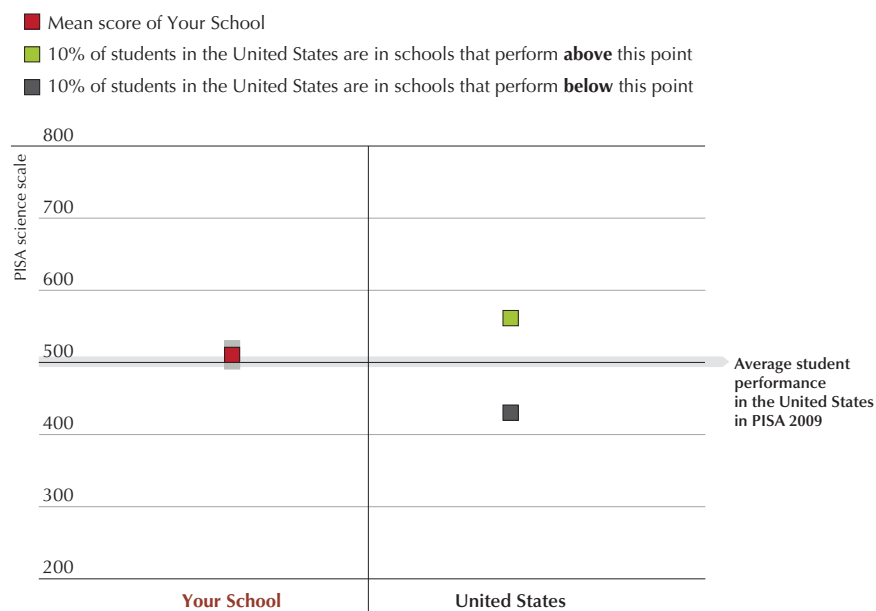 Mean score of Your School
10% of students in the United States are in schools that perform above this point
10% of students in the United States are in schools that perform below this point
800
PISA science scale
700
600
500
Average student
performance
in the United States
in PISA 2009
400
300
200
Your School
United States